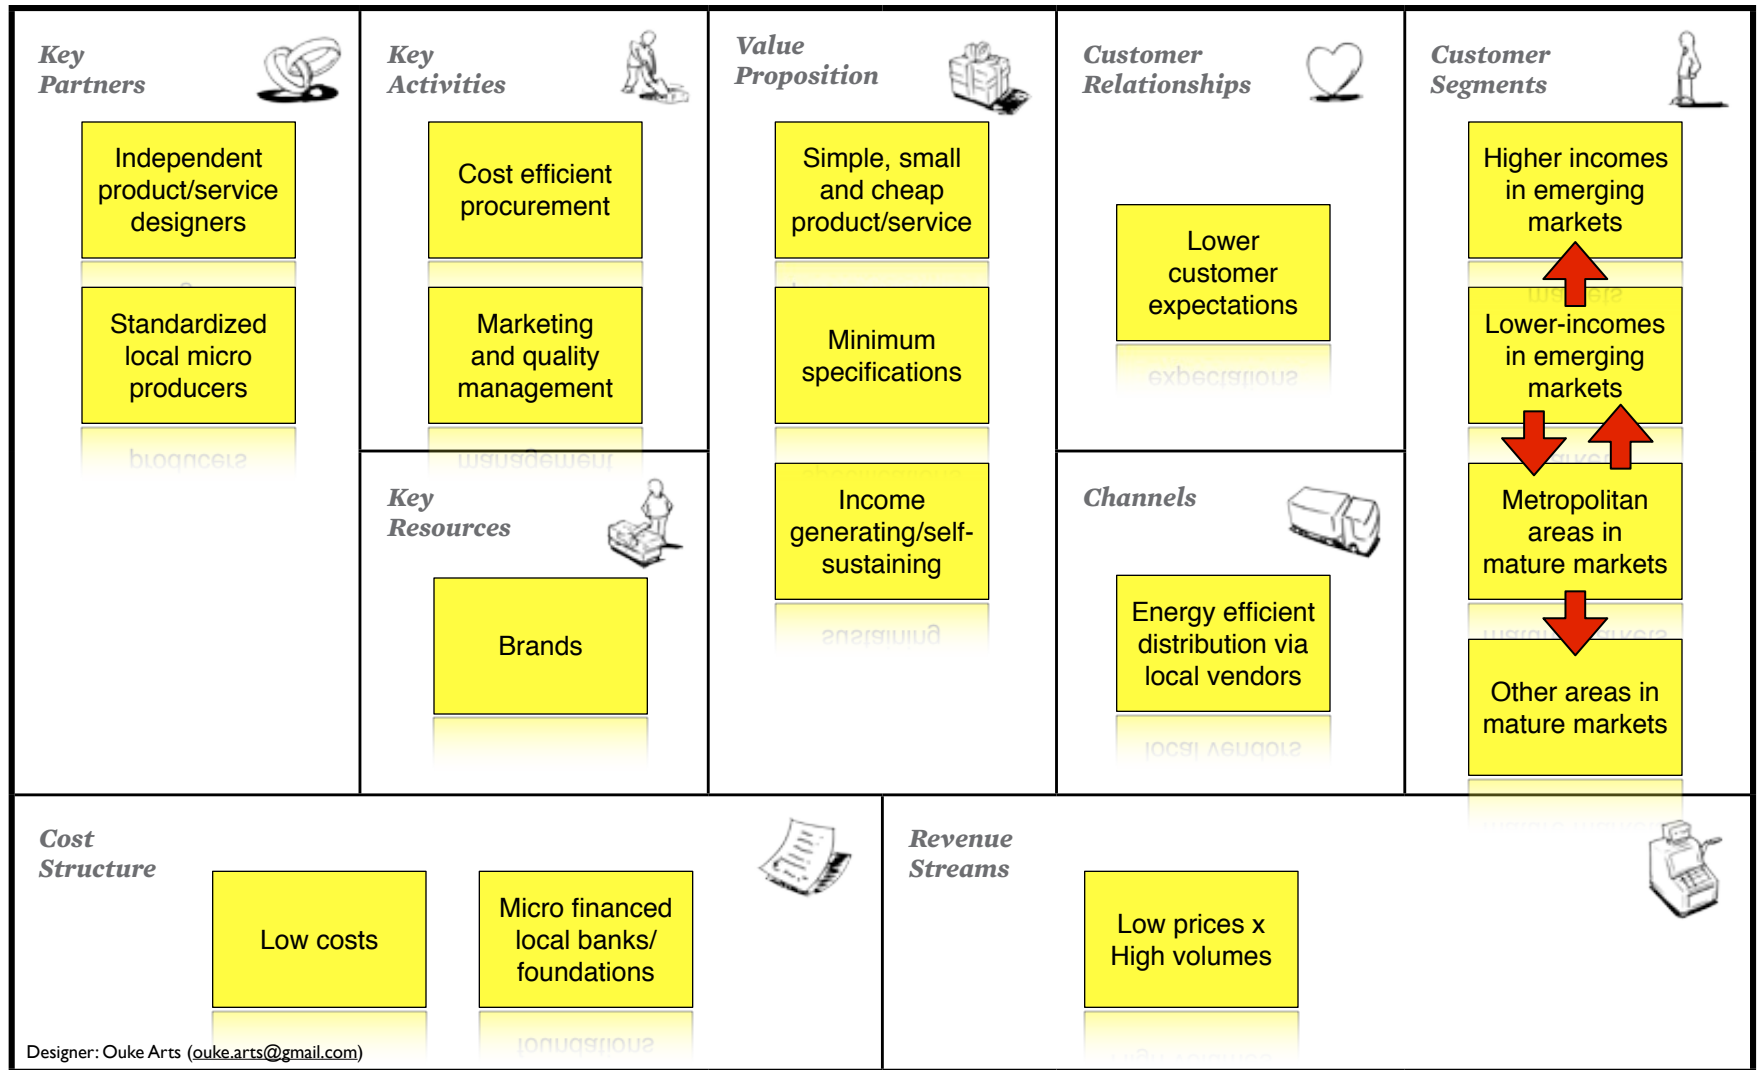 Key
Partners
Independent
product/service
designers
Standardized
local micro
producers
Key
Activities
Cost efficient
procurement
Marketing
and quality
management
Key
Resources
Brands
Value
Proposition
Simple, small
and cheap
product/service
Minimum
specifications
Income
generating/self-
sustaining
Customer
Relationships
Lower
customer
expectations
Channels
Energy efficient
distribution via
local vendors
Customer
Segments
Higher incomes
in emerging
markets
Lower-incomes
in emerging
markets
Metropolitan
areas in
mature markets
Other areas in
mature markets
Cost
Structure
Low costs
Micro financed
local banks/
foundations
Revenue
Streams
Low prices x
High volumes
Designer: Ouke Arts (ouke.arts@gmail.com)